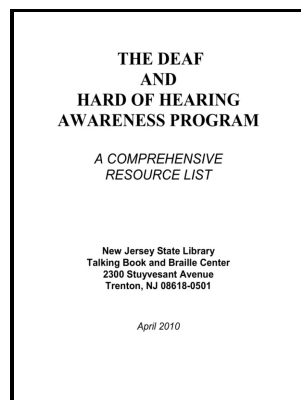 THE DEAF
AND
HARD OF HEARING
AWARENESS PROGRAM
A COMPREHENSIVE
RESOURCE LIST
New Jersey State Library
Talking Book and Braille Center
2300 Stuyvesant Avenue
Trenton, NJ 08618-0501
April 2010